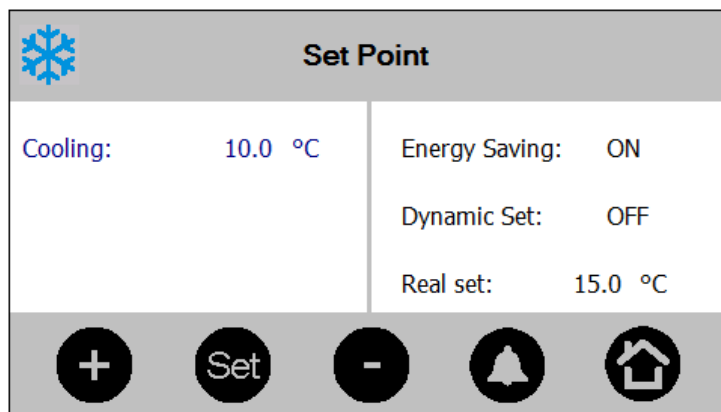 Set Point
Cooling: 10.0 °C
Energy Saving: ON
Dynamic Set: OFF
Real set: 15.0 °C
+ Set -